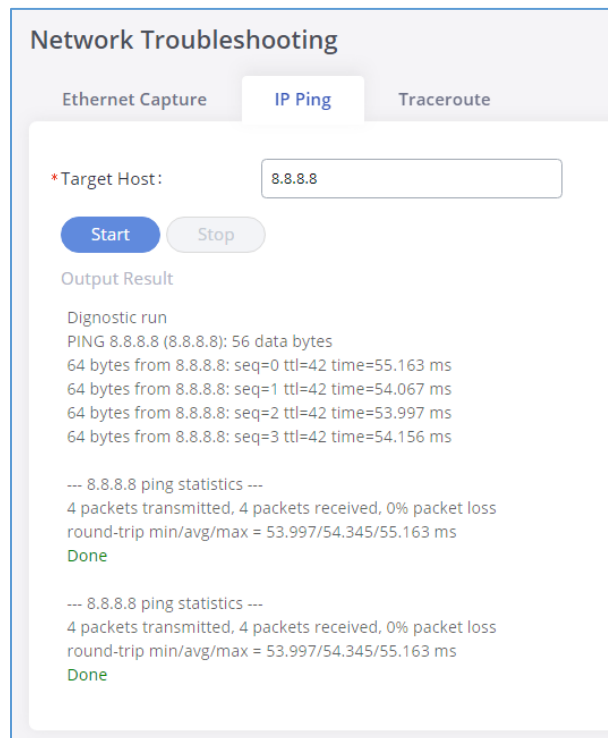 Network Troubleshooting
Ethernet Capture IP Ping Traceroute
*Target Host: 8.8.8.8
Start Stop
Output Result
Dignostic run
PING 8.8.8.8 (8.8.8.8): 56 data bytes
64 bytes from 8.8.8.8: seq=0 ttl=42 time=55.163 ms
64 bytes from 8.8.8.8: seq=1 ttl=42 time=54.067 ms
64 bytes from 8.8.8.8: seq=2 ttl=42 time=53.997 ms
64 bytes from 8.8.8.8: seq=3 ttl=42 time=54.156 ms
--- 8.8.8.8 ping statistics ---
4 packets transmitted, 4 packets received, 0% packet loss
round-trip min/avg/max = 53.997/54.345/55.163 ms
Done
--- 8.8.8.8 ping statistics ---
4 packets transmitted, 4 packets received, 0% packet loss
round-trip min/avg/max = 53.997/54.345/55.163 ms
Done